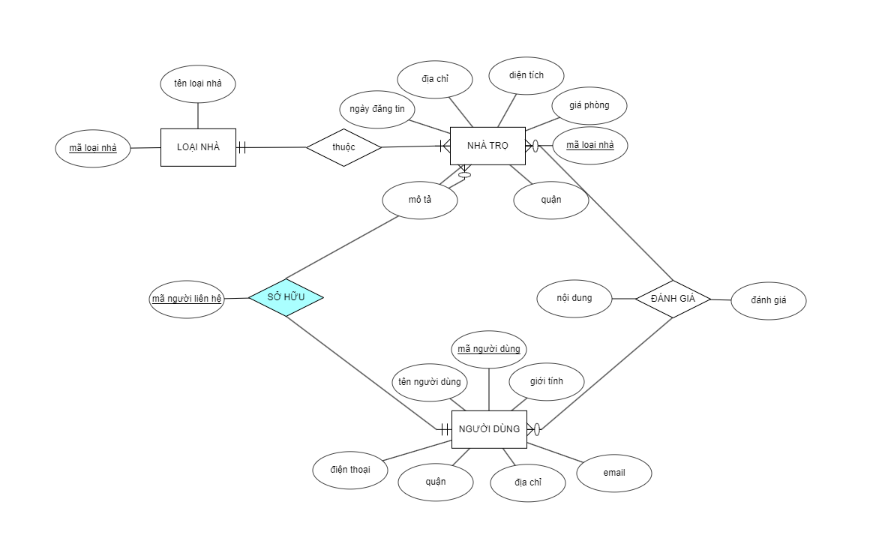 tên loại nhà
mã loại nhà
LOẠI NHÀ
thuộc
ngày đăng tin
địa chỉ
diện tích
giá phòng
NHÀ TRỌ
mã loại nhà
mô tả
quận
mã người liên hệ
SỞ HỮU
nội dung
ĐÁNH GIÁ
đánh giá
mã người dùng
tên người dùng
giới tính
NGƯỜI DÙNG
điện thoại
quận
địa chỉ
email